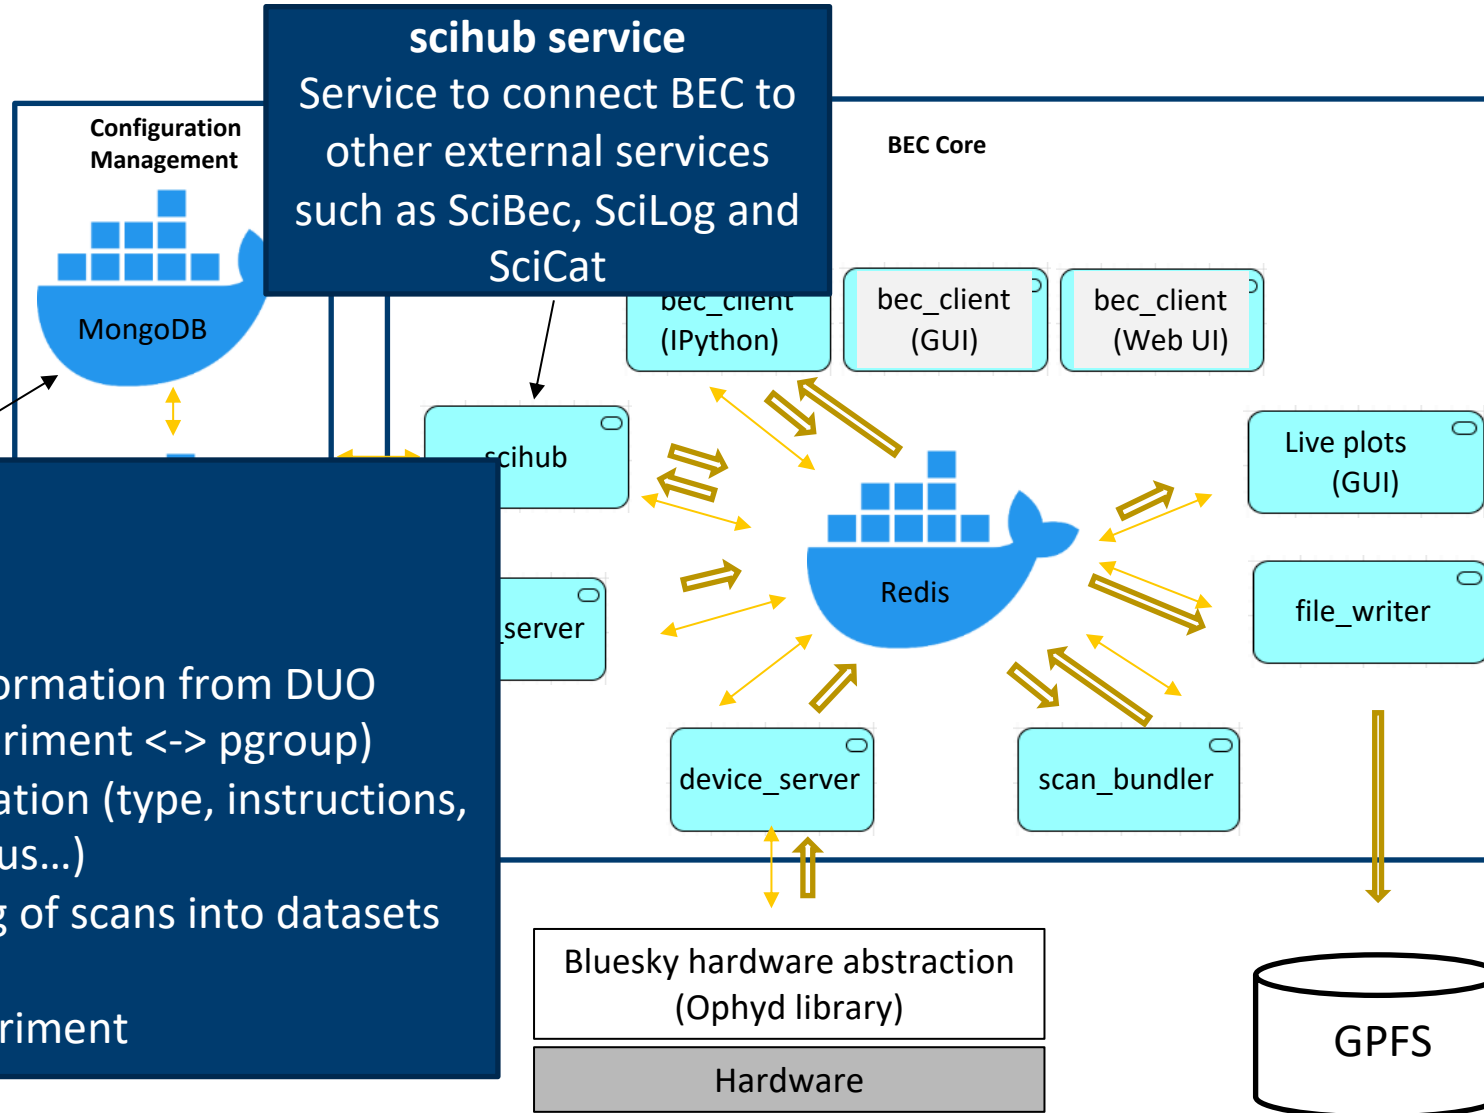 scihub service
Service to connect BEC to
other external services
such as SciBec, SciLog and
SciCat
Configuration
Management
BEC Core
MongoDB
bec_client
(IPython)
bec_client
(GUI)
bec_client
(Web UI)
scihub
Live plots
(GUI)
Redis
_server
file_writer
ormation from DUO
riment <-> pgroup)
ation (type, instructions,
us...)
g of scans into datasets
riment
device_server
scan_bundler
Bluesky hardware abstraction
(Ophyd library)
Hardware
GPFS